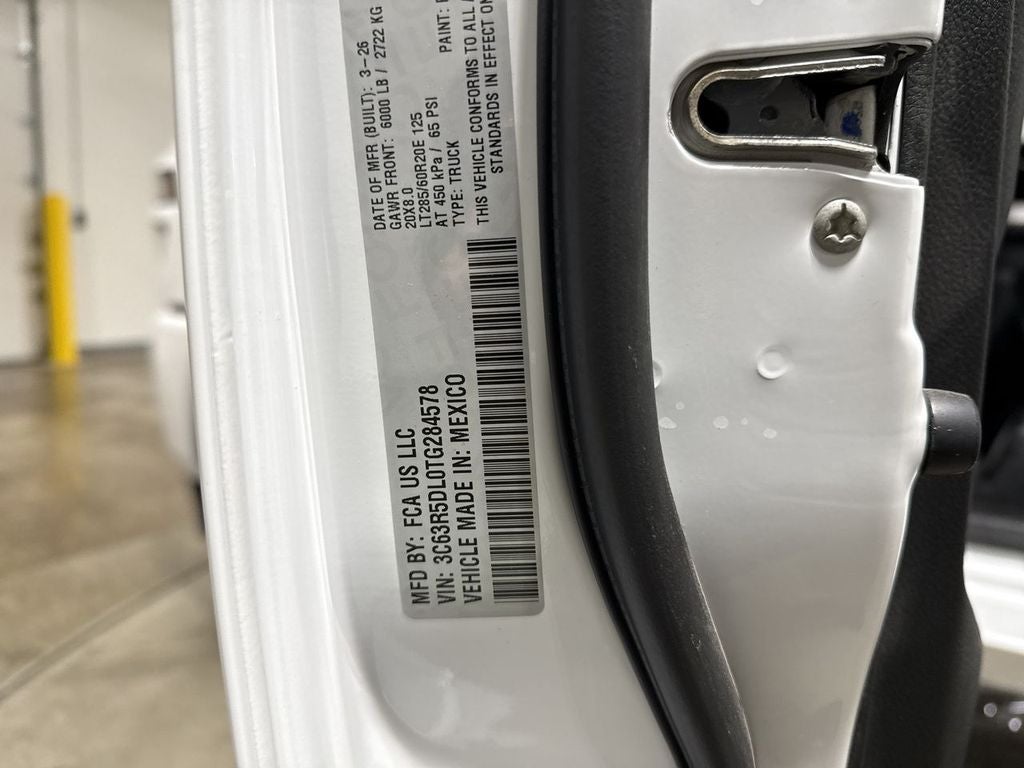 MFD BY: FCA US LLC
VIN: 3C63R5DL0TG284578
VEHICLE MADE IN: MEXICO
DATE OF MFR (BUILT): 3-26
GAWR FRONT: 6000 LB / 2722 KG
20X8.0
LT285/60R20E 125
AT 450 kPa / 65 PSI
TYPE: TRUCK
PAINT:
THIS VEHICLE CONFORMS TO ALL
STANDARDS IN EFFECT ON